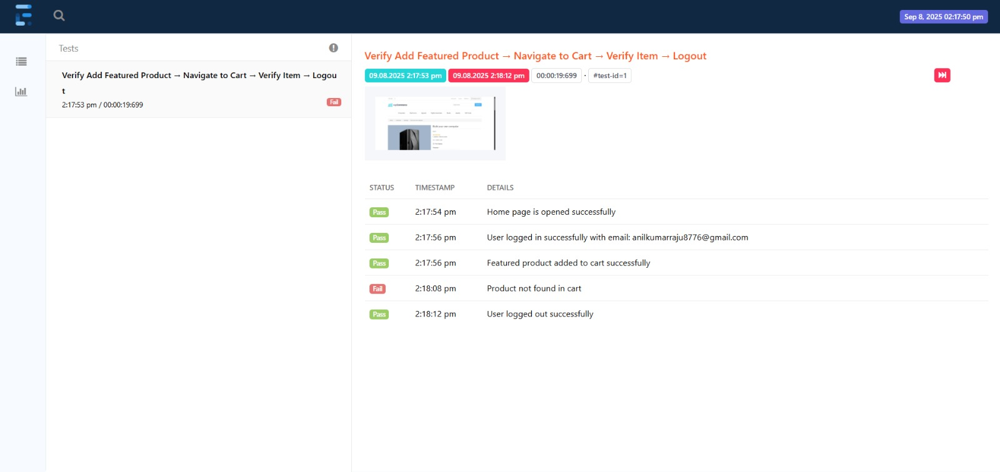 Sep 8, 2025 02:17:50 pm
Tests
Verify Add Featured Product → Navigate to Cart → Verify Item → Logou
t
2:17:53 pm / 00:00:19:699
Fail
Verify Add Featured Product → Navigate to Cart → Verify Item → Logout
09.08.2025 2:17:53 pm 09.08.2025 2:18:12 pm 00:00:19:699 · #test-id=1
Build your own computer
STATUS TIMESTAMP DETAILS
Pass 2:17:54 pm Home page is opened successfully
Pass 2:17:56 pm User logged in successfully with email: anilkumarraju8776@gmail.com
Pass 2:17:56 pm Featured product added to cart successfully
Fail 2:18:08 pm Product not found in cart
Pass 2:18:12 pm User logged out successfully